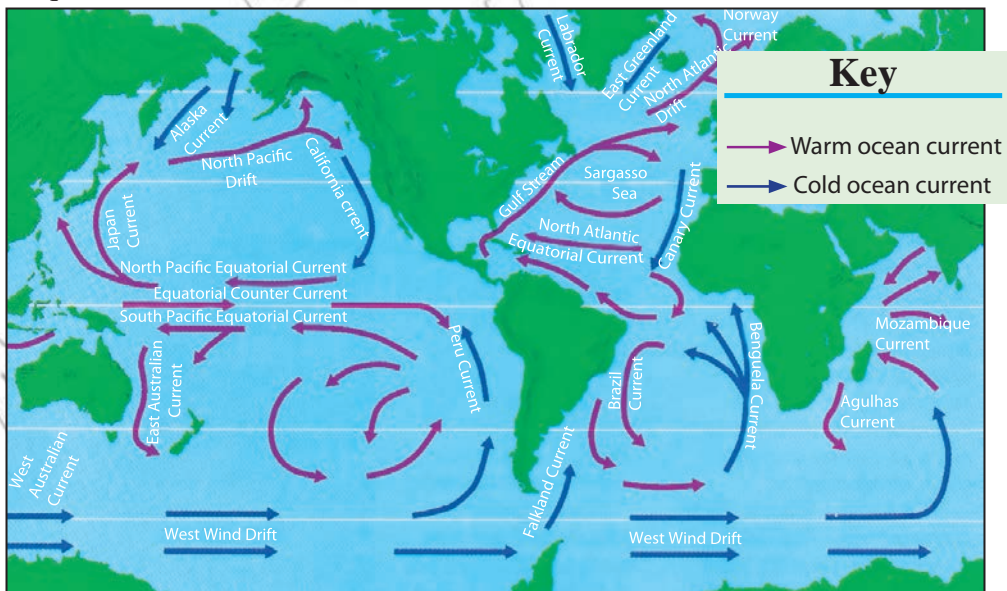 Labrador
Current
East Greenland
Current
Norway
Current
North Atlantic
Drift
Key
Warm ocean current
Cold ocean current
Alaska
Current
North Pacific
Drift
California crrent
Gulf Stream
Sargasso
Sea
Canary Current
Japan
Current
North Atlantic
Equatorial Current
North Pacific Equatorial Current
Equatorial Counter Current
South Pacific Equatorial Current
Peru Current
East Australian
Current
Brazil
Current
Benguela Current
Mozambique
Current
Agulhas
Current
West
Australian
Current
Falkland Current
West Wind Drift
West Wind Drift